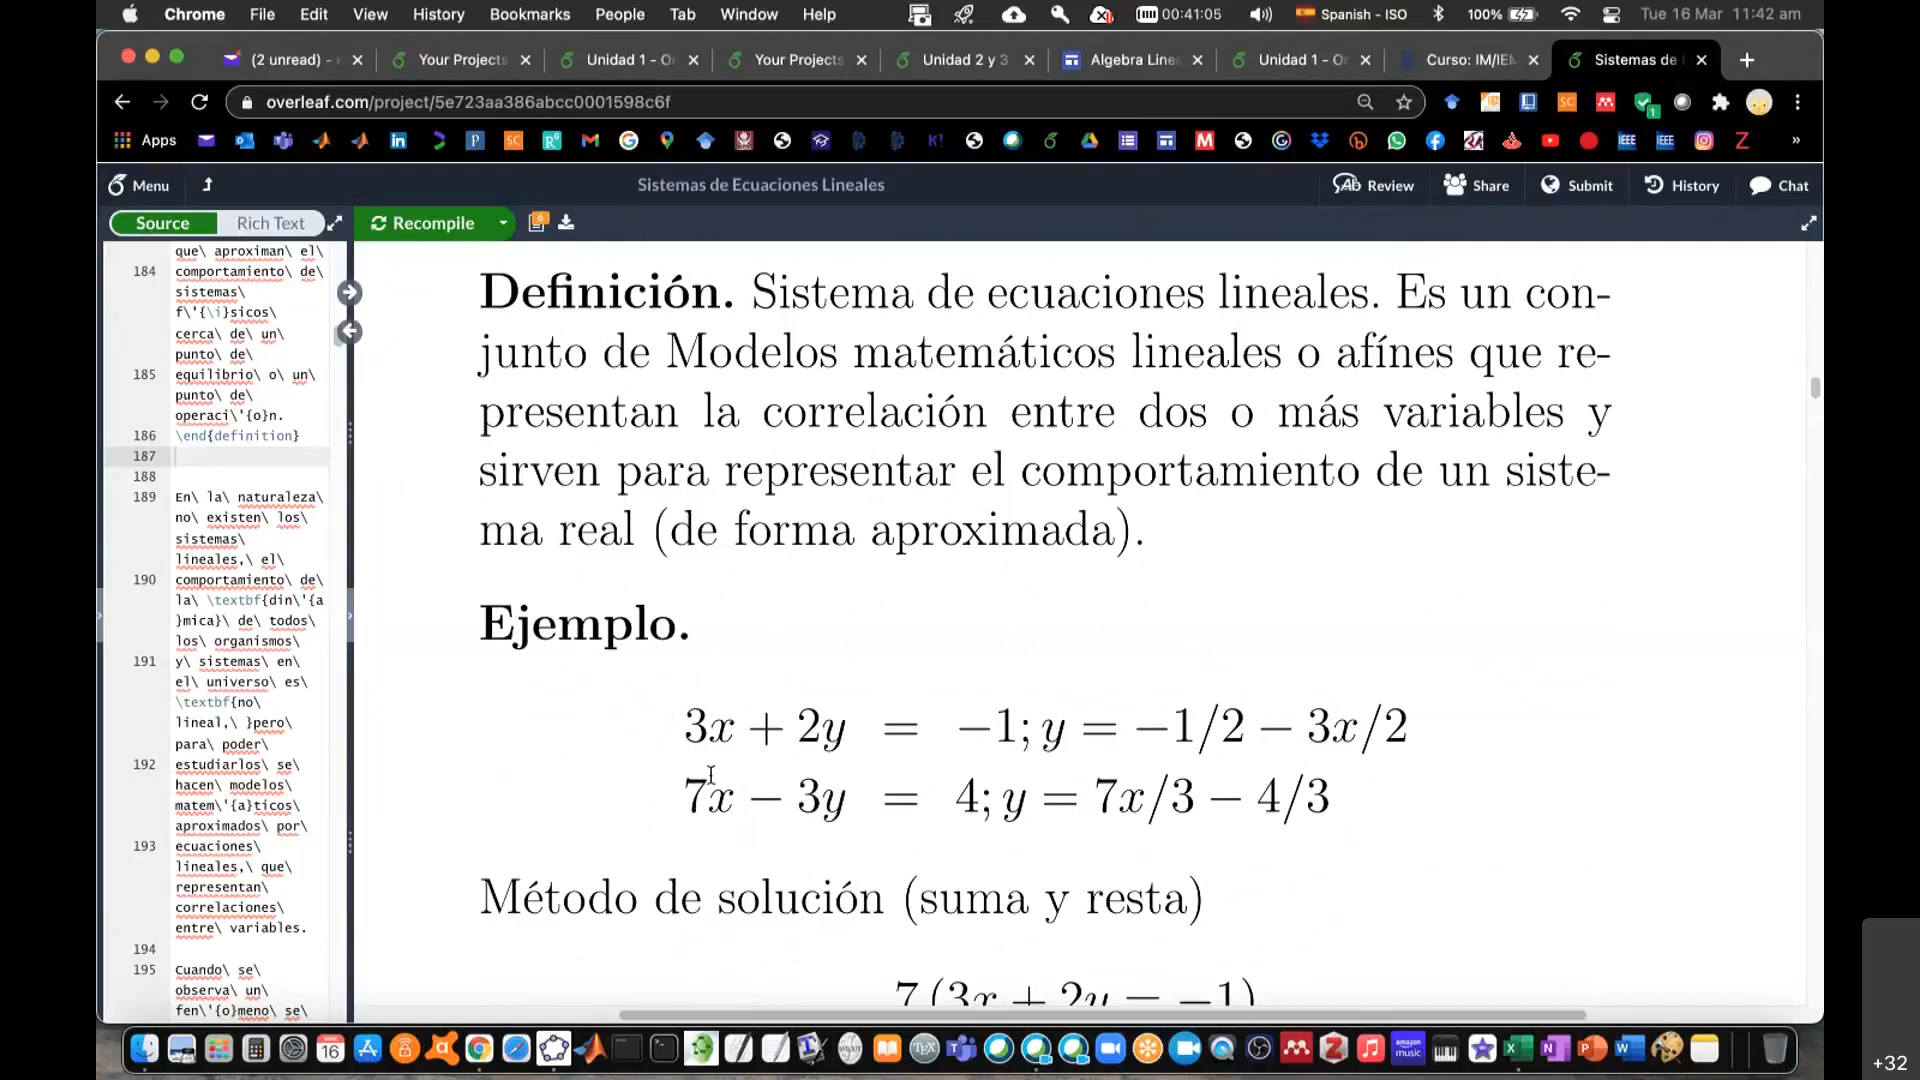 Chrome File Edit View History Bookmarks People Tab Window Help 00:41:05 Spanish - ISO 100% Tue 16 Mar 11:42 am
(2 unread) - Your Projects Unidad 1 - O Your Projects Unidad 2 y 3 Algebra Line Unidad 1 - O Curso: IM/IEM Sistemas de
overleaf.com/project/5e723aa386abcc0001598c6f
Apps
Menu Sistemas de Ecuaciones Lineales Review Share Submit History Chat
Source Rich Text Recompile
que\ aproximan\ el\
184 comportamiento\ de\
sistemas\
f\'{\i}sicos\
cerca\ de\ un\
punto\ de\
185 equilibrio\ o\ un\
punto\ de\
operaci\'{o}n.
186 \end{definition}
187
188
189 En\ la\ naturaleza\
no\ existen\ los\
sistemas\
lineales,\ el\
190 comportamiento\ de\
la\ \textbf{din\'{a
}mica}\ de\ todos\
los\ organismos\
191 y\ sistemas\ en\
el\ universo\ es\
\textbf{no\
lineal,\ }pero\
para\ poder\
192 estudiarlos\ se\
hacen\ modelos\
matem\'{a}ticos\
aproximados\ por\
193 ecuaciones\
lineales,\ que\
representan\
correlaciones\
entre\ variables.
194
195 Cuando\ se\
observa\ un\
fen\'{o}meno\ se\
Definición. Sistema de ecuaciones lineales. Es un con-
junto de Modelos matemáticos lineales o afínes que re-
presentan la correlación entre dos o más variables y
sirven para representar el comportamiento de un siste-
ma real (de forma aproximada).
Ejemplo.
3x + 2y = −1; y = −1/2 − 3x/2
7x − 3y = 4; y = 7x/3 − 4/3
Método de solución (suma y resta)
7 (3x + 2y = −1)
+32